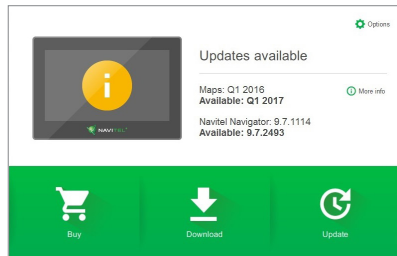 Options
Updates available
Maps: Q1 2016
Available: Q1 2017
More info
Navitel Navigator: 9.7.1114
Available: 9.7.2493
NAVITEL
Buy
Download
Update